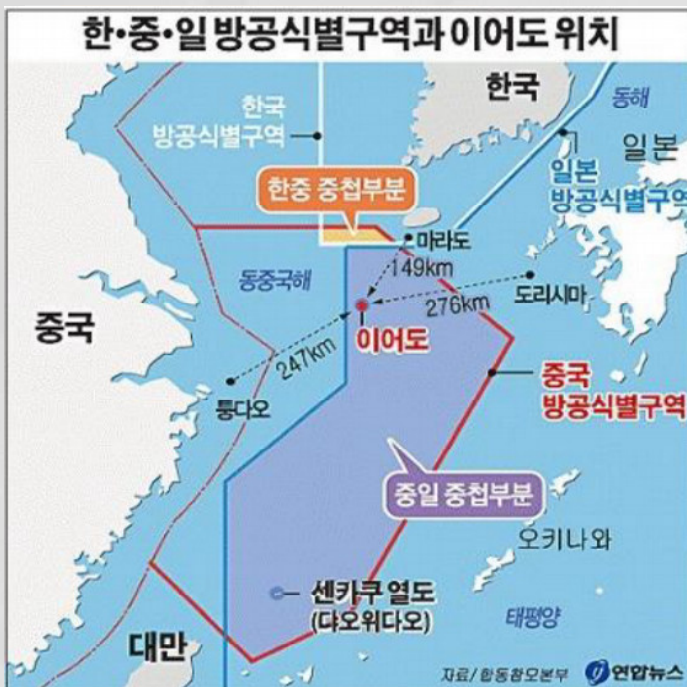 한·중·일 방공식별구역과 이어도 위치
한국
방공식별구역
한국
동해
일본
일본
방공식별구역
한중 중첩부분
마라도
149km
동중국해
276km
도리시마
중국
이어도
247km
퉁다오
중국
방공식별구역
중일 중첩부분
오키나와
센카쿠 열도
(댜오위다오)
태평양
대만
자료/합동참모본부
연합뉴스